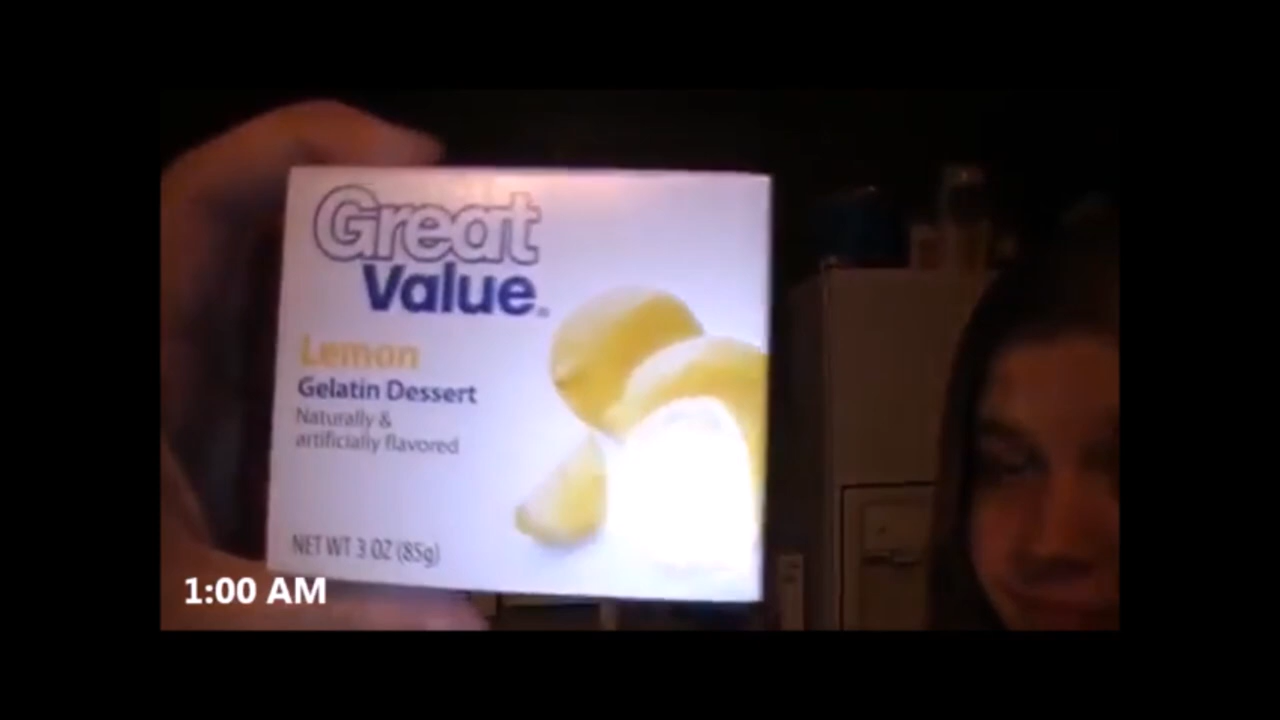 Great
Value®
Lemon
Gelatin Dessert
Naturally &
artificially flavored
NET WT 3 OZ (85g)
1:00 AM